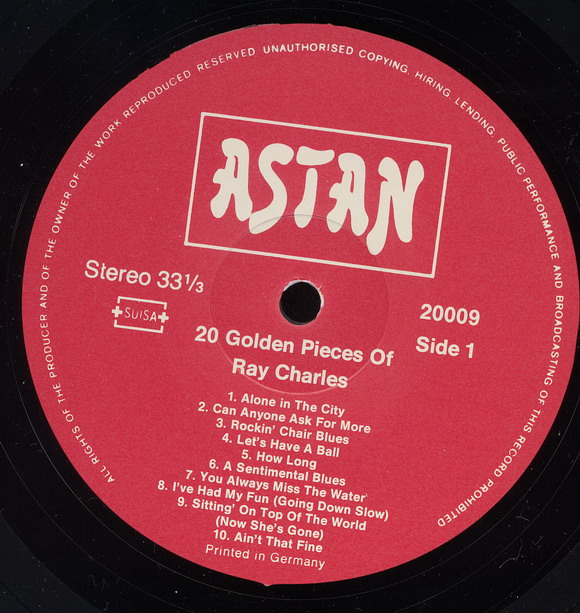 ALL RIGHTS OF THE PRODUCER AND OF THE OWNER OF THE WORK REPRODUCED RESERVED UNAUTHORISED COPYING, HIRING, LENDING, PUBLIC PERFORMANCE AND BROADCASTING OF THIS RECORD PROHIBITED
ASTAN
Stereo 33⅓
SUISA
20009
Side 1
20 Golden Pieces Of
Ray Charles
1. Alone in The City
2. Can Anyone Ask For More
3. Rockin' Chair Blues
4. Let's Have A Ball
5. How Long
6. A Sentimental Blues
7. You Always Miss The Water
8. I've Had My Fun (Going Down Slow)
9. Sitting' On Top Of The World
(Now She's Gone)
10. Ain't That Fine
Printed in Germany